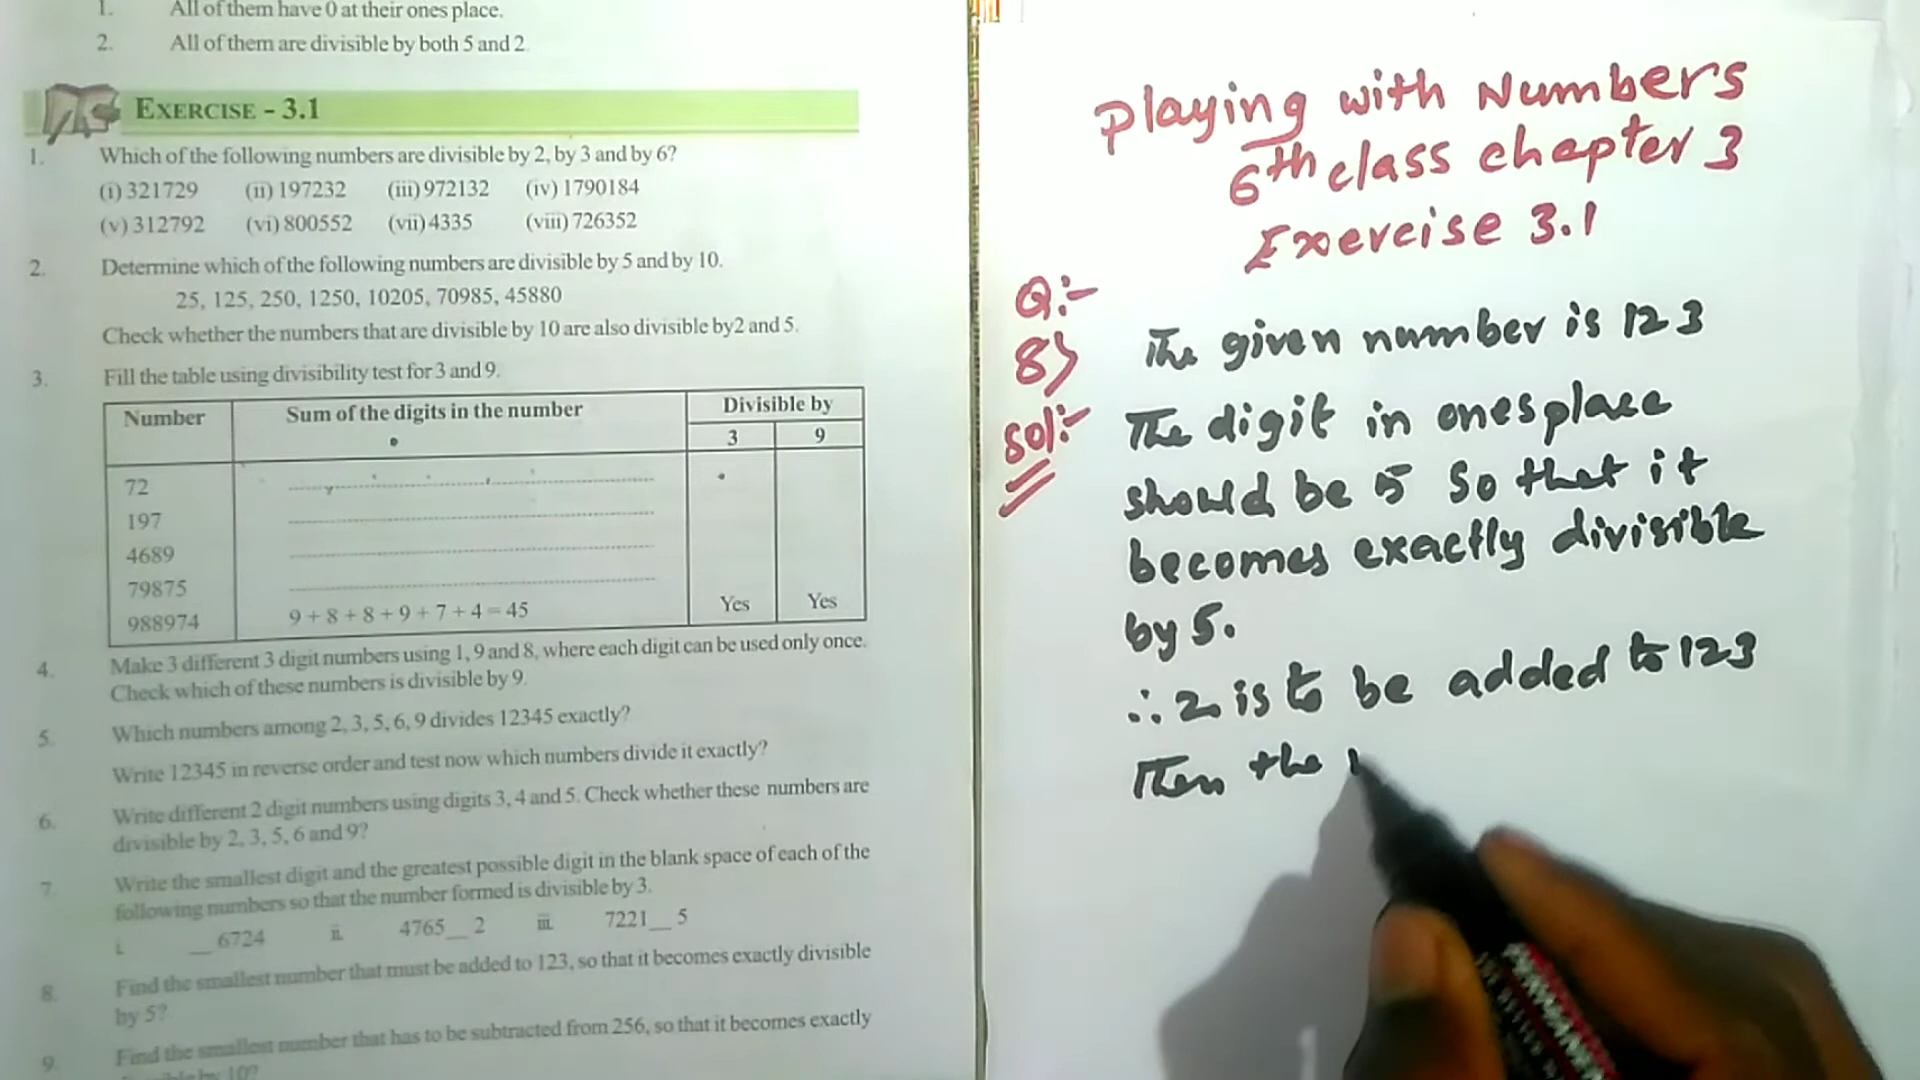 1. All of them have 0 at their ones place.
2. All of them are divisible by both 5 and 2.
EXERCISE - 3.1
1. Which of the following numbers are divisible by 2, by 3 and by 6?
(i) 321729 (ii) 197232 (iii) 972132 (iv) 1790184
(v) 312792 (vi) 800552 (vii) 4335 (viii) 726352
2. Determine which of the following numbers are divisible by 5 and by 10.
25, 125, 250, 1250, 10205, 70985, 45880
Check whether the numbers that are divisible by 10 are also divisible by2 and 5.
3. Fill the table using divisibility test for 3 and 9.
Number Sum of the digits in the number Divisible by
3 9
72
197
4689
79875
988974 9 + 8 + 8 + 9 + 7 + 4 = 45 Yes Yes
4. Make 3 different 3 digit numbers using 1, 9 and 8, where each digit can be used only once.
Check which of these numbers is divisible by 9.
5. Which numbers among 2, 3, 5, 6, 9 divides 12345 exactly?
Write 12345 in reverse order and test now which numbers divide it exactly?
6. Write different 2 digit numbers using digits 3, 4 and 5. Check whether these numbers are
divisible by 2, 3, 5, 6 and 9?
7. Write the smallest digit and the greatest possible digit in the blank space of each of the
following numbers so that the number formed is divisible by 3.
i. __ 6724 ii. 4765__ 2 iii. 7221__ 5
8. Find the smallest number that must be added to 123, so that it becomes exactly divisible
by 5?
9. Find the smallest number that has to be subtracted from 256, so that it becomes exactly
by 10?
Playing with Numbers
6th class chapter 3
Exercise 3.1
Q:-
8) The given number is 123
Sol:- The digit in ones place
should be 5 So that it
becomes exactly divisible
by 5.
∴ 2 is to be added to 123
Then the